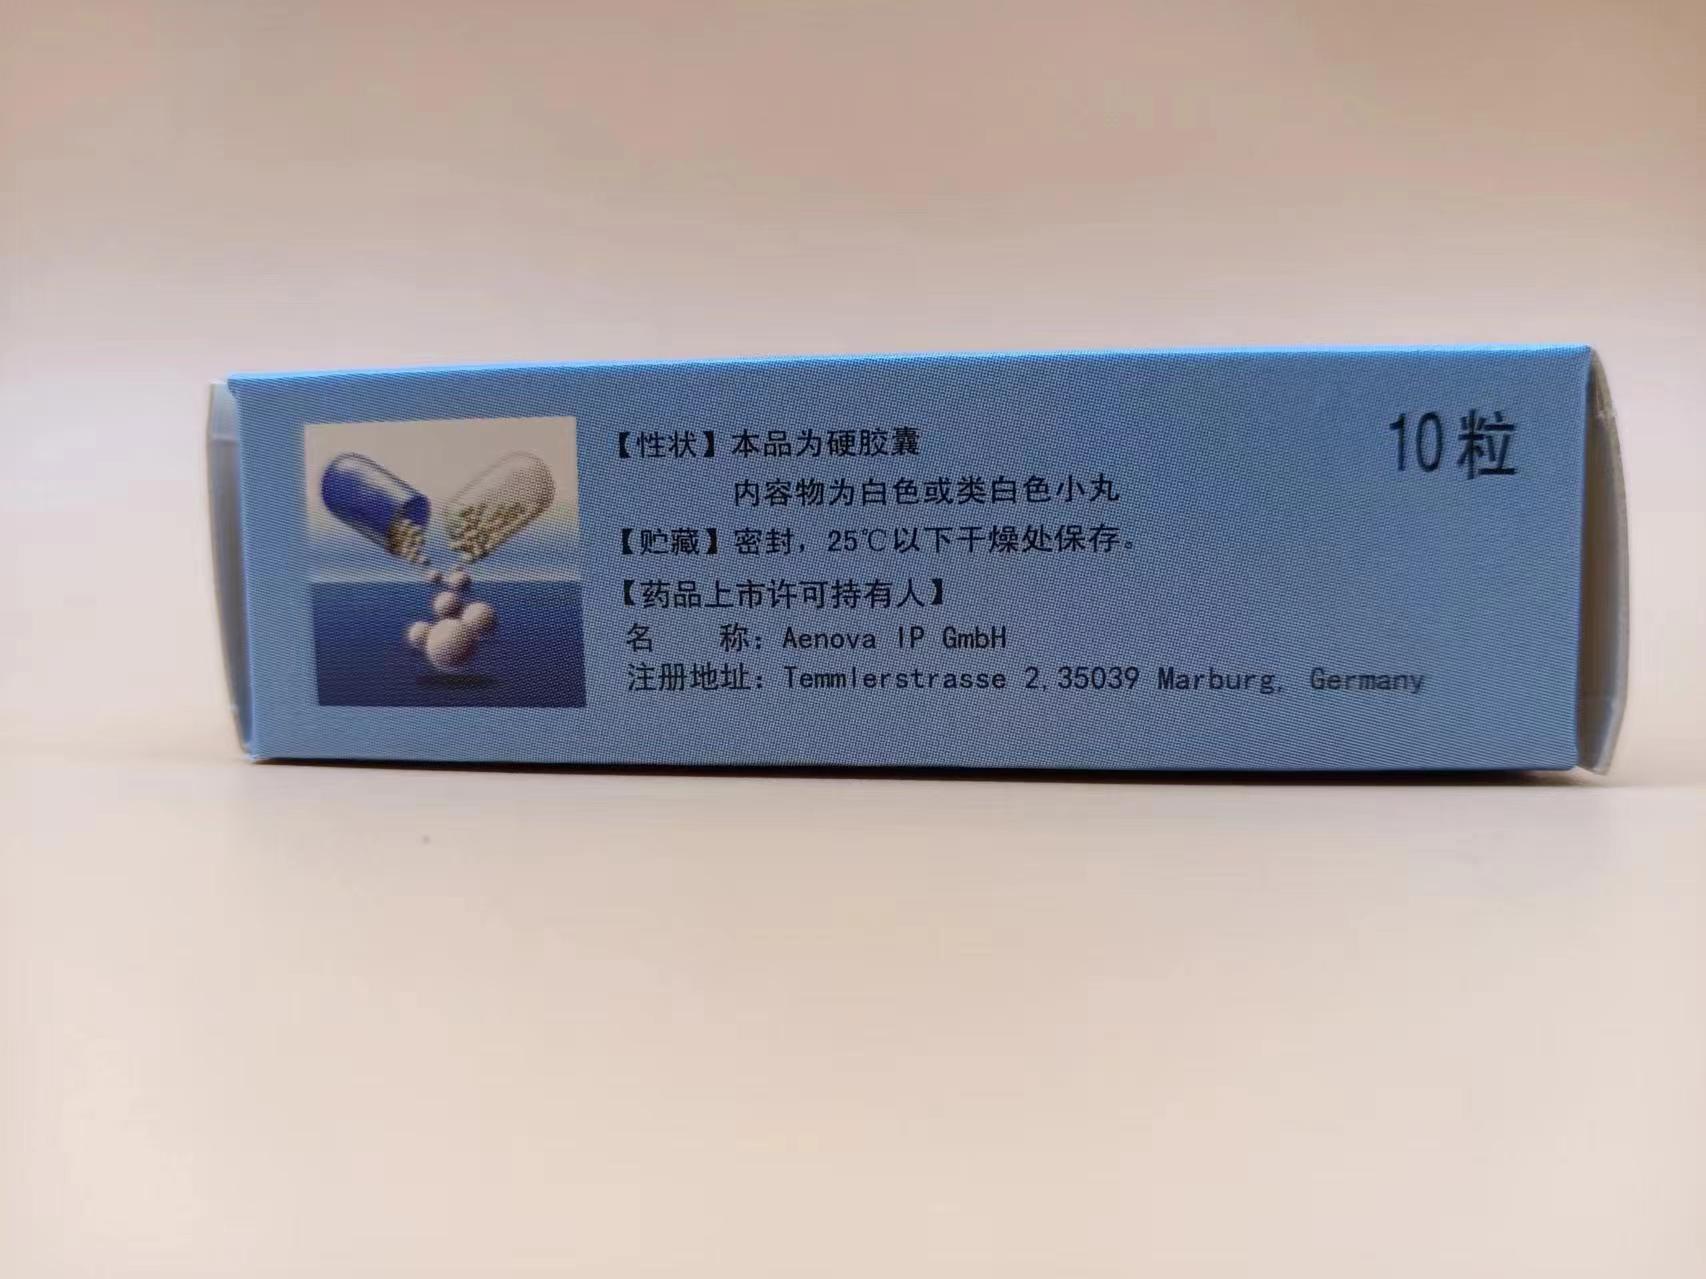 【性状】本品为硬胶囊
10粒
内容物为白色或类白色小丸
【贮藏】密封，25℃以下干燥处保存。
【药品上市许可持有人】
名　　称：Aenova IP GmbH
注册地址：Temmlerstrasse 2,35039 Marburg, Germany